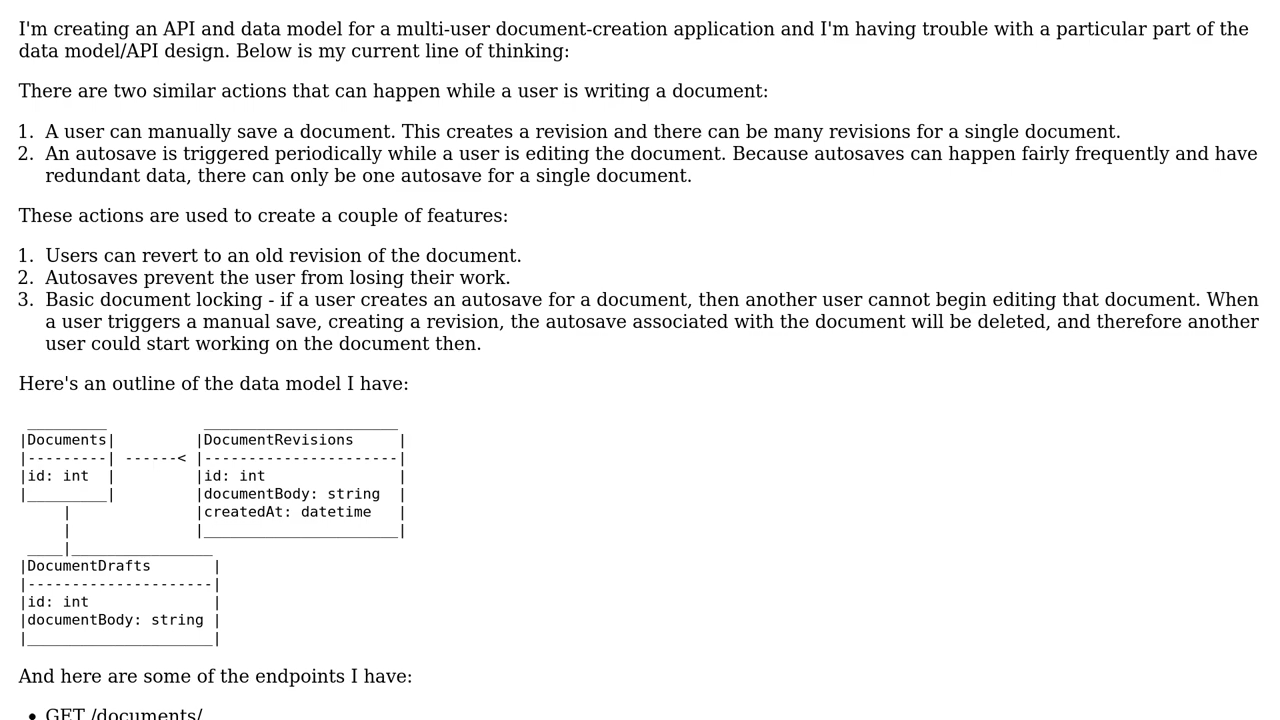 I'm creating an API and data model for a multi-user document-creation application and I'm having trouble with a particular part of the
data model/API design. Below is my current line of thinking:
There are two similar actions that can happen while a user is writing a document:
1. A user can manually save a document. This creates a revision and there can be many revisions for a single document.
2. An autosave is triggered periodically while a user is editing the document. Because autosaves can happen fairly frequently and have
redundant data, there can only be one autosave for a single document.
These actions are used to create a couple of features:
1. Users can revert to an old revision of the document.
2. Autosaves prevent the user from losing their work.
3. Basic document locking - if a user creates an autosave for a document, then another user cannot begin editing that document. When
a user triggers a manual save, creating a revision, the autosave associated with the document will be deleted, and therefore another
user could start working on the document then.
Here's an outline of the data model I have:
 _________           ______________________
|Documents|         |DocumentRevisions     |
|---------| ------< |----------------------|
|id: int  |         |id: int               |
|_________|         |documentBody: string  |
     |              |createdAt: datetime   |
     |              |______________________|
 ____|________________
|DocumentDrafts       |
|---------------------|
|id: int              |
|documentBody: string |
|_____________________|
And here are some of the endpoints I have:
• GET /documents/